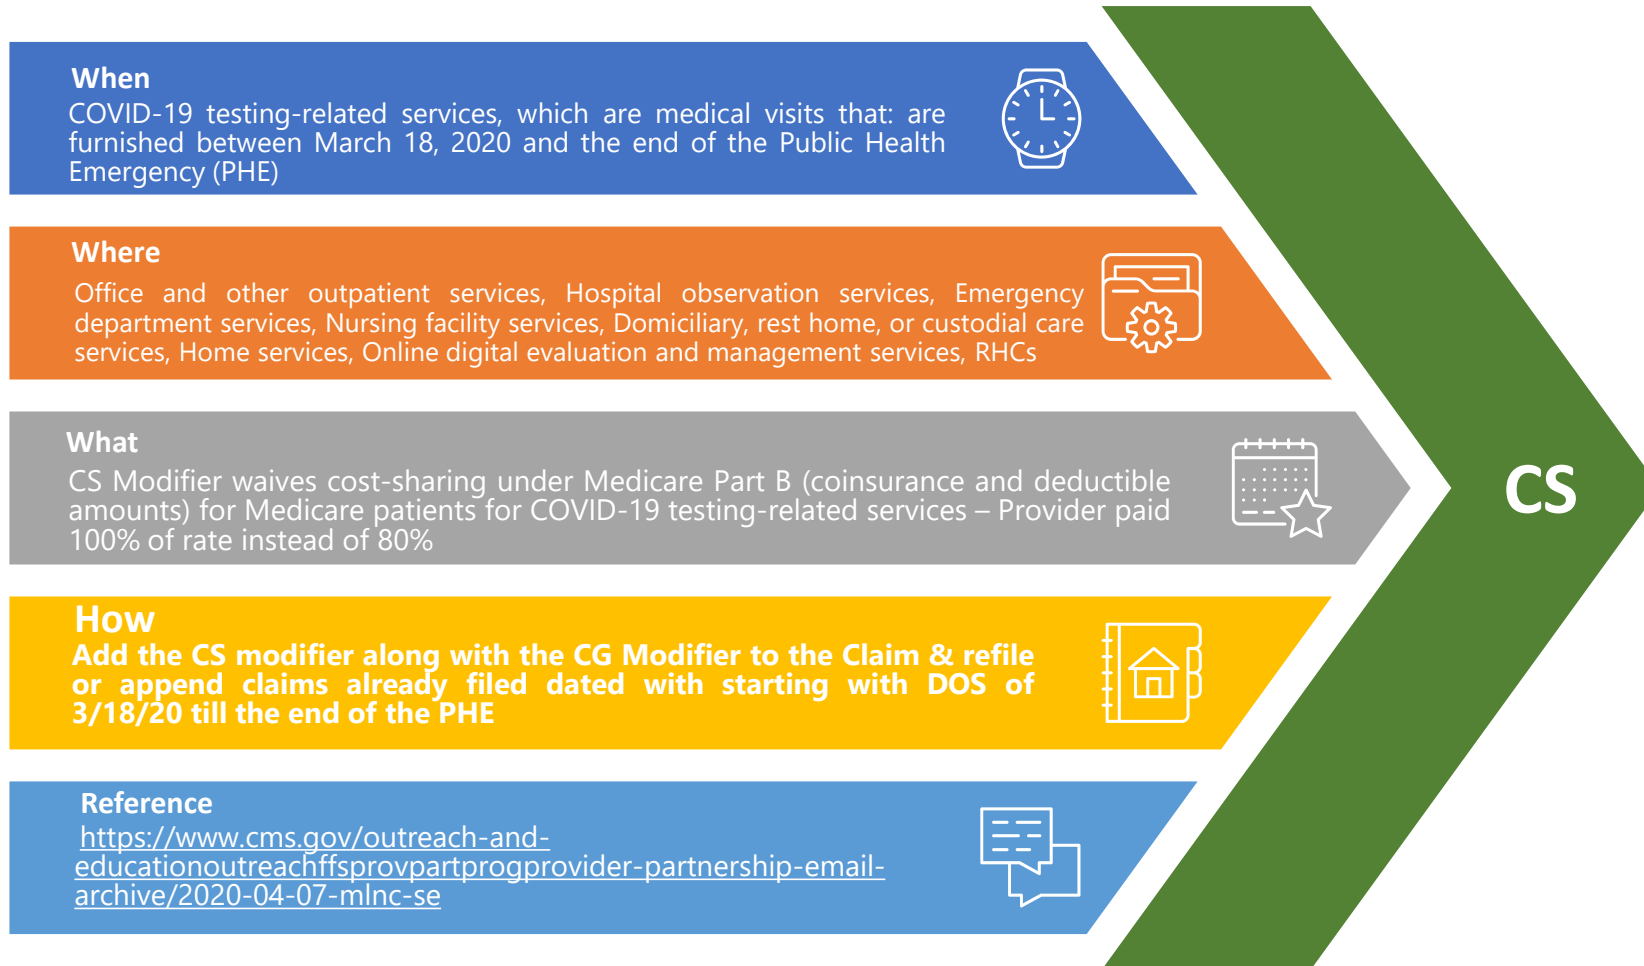 When
COVID-19 testing-related services, which are medical visits that: are
furnished between March 18, 2020 and the end of the Public Health
Emergency (PHE)
Where
Office and other outpatient services, Hospital observation services, Emergency
department services, Nursing facility services, Domiciliary, rest home, or custodial care
services, Home services, Online digital evaluation and management services, RHCs
What
CS Modifier waives cost-sharing under Medicare Part B (coinsurance and deductible
amounts) for Medicare patients for COVID-19 testing-related services – Provider paid
100% of rate instead of 80%
CS
How
Add the CS modifier along with the CG Modifier to the Claim & refile
or append claims already filed dated with starting with DOS of
3/18/20 till the end of the PHE
Reference
https://www.cms.gov/outreach-and-
educationoutreachffsprovpartprogprovider-partnership-email-
archive/2020-04-07-mlnc-se